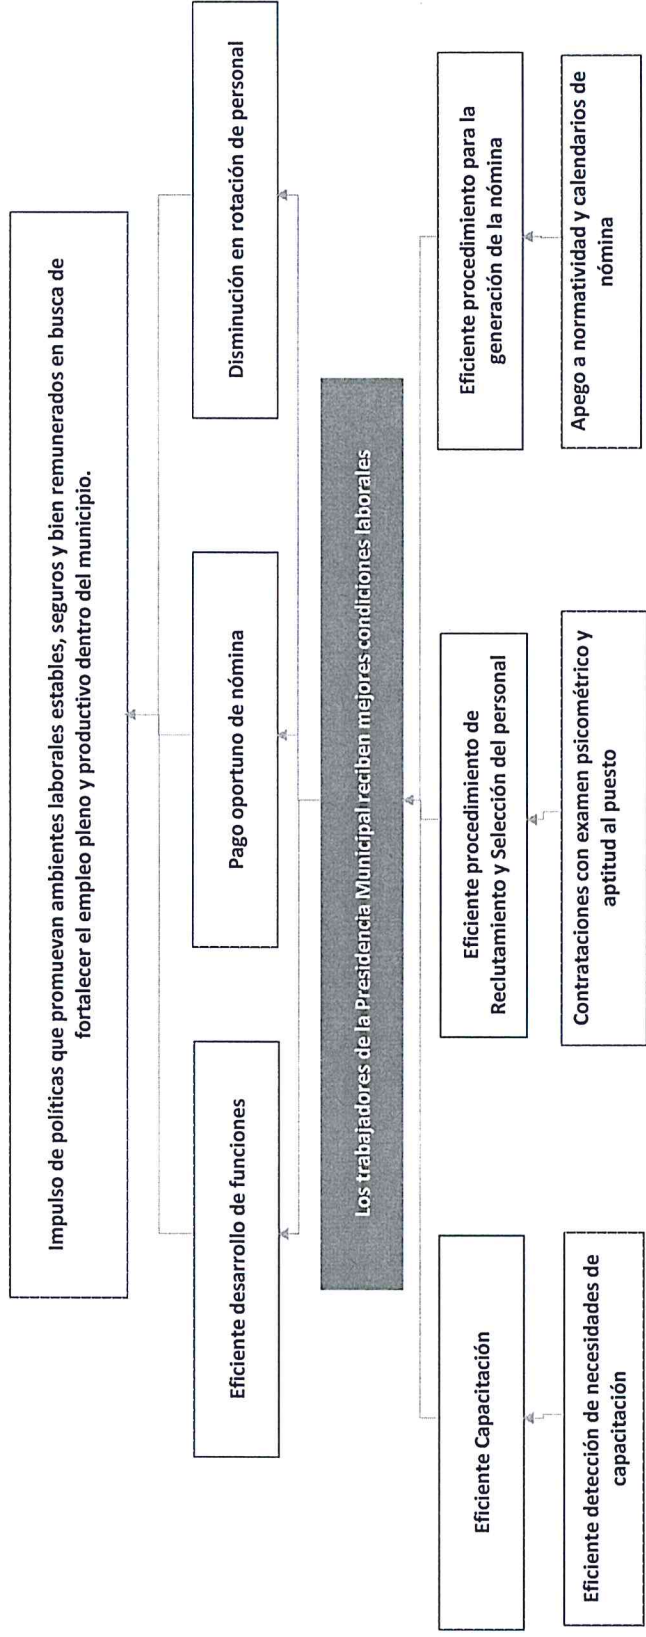 Impulso de políticas que promuevan ambientes laborales estables, seguros y bien remunerados en busca de
fortalecer el empleo pleno y productivo dentro del municipio.
Eficiente desarrollo de funciones
Pago oportuno de nómina
Disminución en rotación de personal
Los trabajadores de la Presidencia Municipal reciben mejores condiciones laborales
Eficiente Capacitación
Eficiente procedimiento de
Reclutamiento y Selección del personal
Eficiente procedimiento para la
generación de la nómina
Eficiente detección de necesidades de
capacitación
Contrataciones con examen psicométrico y
aptitud al puesto
Apego a normatividad y calendarios de
nómina